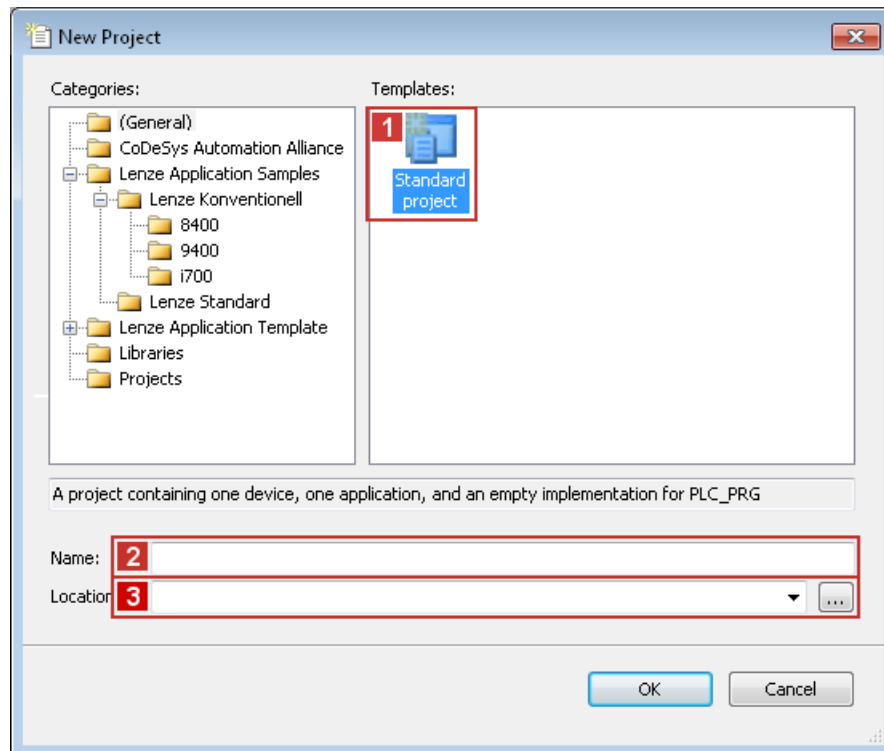 New Project
Categories:
Templates:
(General)
CoDeSys Automation Alliance
Lenze Application Samples
Lenze Konventionell
8400
9400
i700
Lenze Standard
Lenze Application Template
Libraries
Projects
1
Standard
project
A project containing one device, one application, and an empty implementation for PLC_PRG
Name: 2
Location 3
...
OK
Cancel